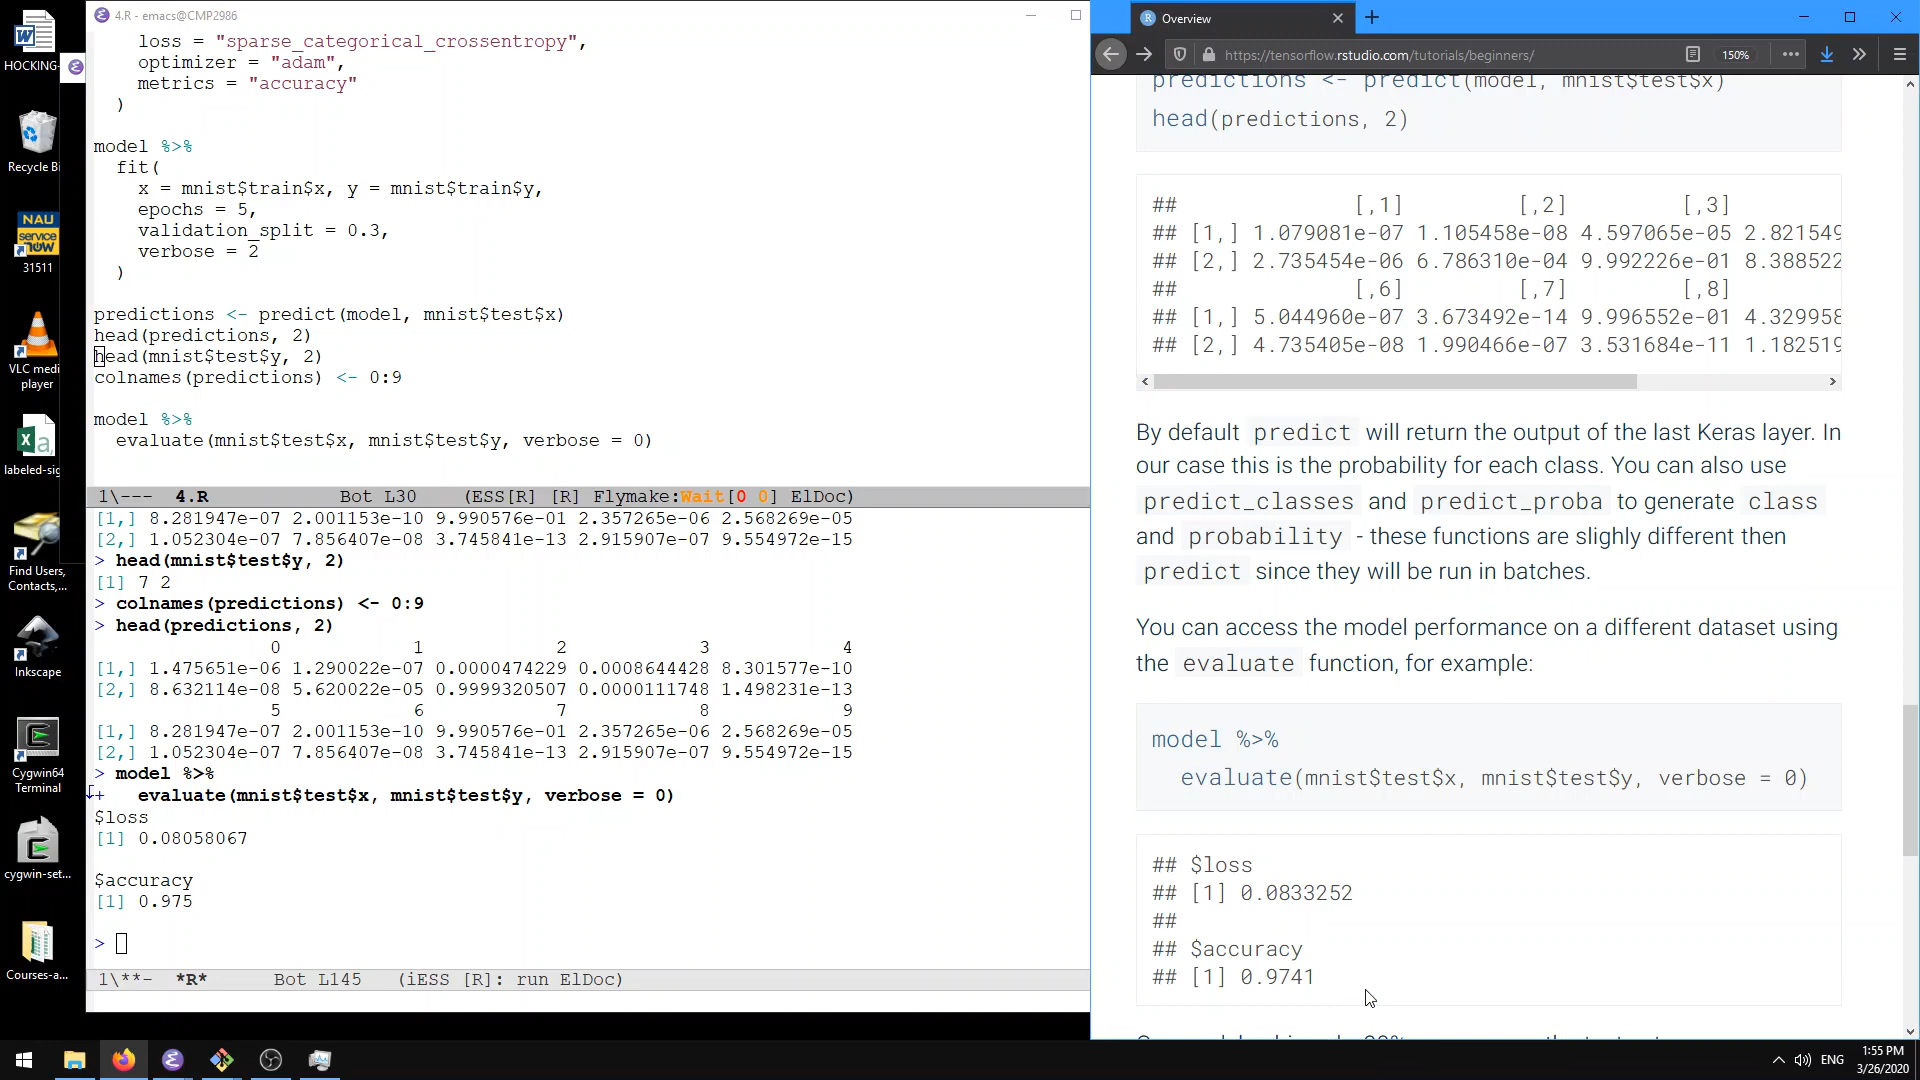 HOCKING-
Recycle Bi
NAU
service
now
31511
VLC medi
player
labeled-sig
Find Users,
Contacts,...
Inkscape
Cygwin64
Terminal
cygwin-set...
Courses-a...
4.R - emacs@CMP2986
loss = "sparse_categorical_crossentropy",
optimizer = "adam",
metrics = "accuracy"
)
model %>%
fit(
x = mnist$train$x, y = mnist$train$y,
epochs = 5,
validation_split = 0.3,
verbose = 2
)
predictions <- predict(model, mnist$test$x)
head(predictions, 2)
head(mnist$test$y, 2)
colnames(predictions) <- 0:9
model %>%
evaluate(mnist$test$x, mnist$test$y, verbose = 0)
1\--- 4.R Bot L30 (ESS[R] [R] Flymake:Wait[0 0] ElDoc)
[1,] 8.281947e-07 2.001153e-10 9.990576e-01 2.357265e-06 2.568269e-05
[2,] 1.052304e-07 7.856407e-08 3.745841e-13 2.915907e-07 9.554972e-15
> head(mnist$test$y, 2)
[1] 7 2
> colnames(predictions) <- 0:9
> head(predictions, 2)
0 1 2 3 4
[1,] 1.475651e-06 1.290022e-07 0.0000474229 0.0008644428 8.301577e-10
[2,] 8.632114e-08 5.620022e-05 0.9999320507 0.0000111748 1.498231e-13
5 6 7 8 9
[1,] 8.281947e-07 2.001153e-10 9.990576e-01 2.357265e-06 2.568269e-05
[2,] 1.052304e-07 7.856407e-08 3.745841e-13 2.915907e-07 9.554972e-15
> model %>%
+ evaluate(mnist$test$x, mnist$test$y, verbose = 0)
$loss
[1] 0.08058067
$accuracy
[1] 0.975
>
1\**- *R* Bot L145 (iESS [R]: run ElDoc)
Overview
https://tensorflow.rstudio.com/tutorials/beginners/
150%
predictions <- predict(model, mnist$test$x)
head(predictions, 2)
## [,1] [,2] [,3]
## [1,] 1.079081e-07 1.105458e-08 4.597065e-05 2.821549
## [2,] 2.735454e-06 6.786310e-04 9.992226e-01 8.388522
## [,6] [,7] [,8]
## [1,] 5.044960e-07 3.673492e-14 9.996552e-01 4.329958
## [2,] 4.735405e-08 1.990466e-07 3.531684e-11 1.182519
By default predict will return the output of the last Keras layer. In
our case this is the probability for each class. You can also use
predict_classes and predict_proba to generate class
and probability - these functions are slighly different then
predict since they will be run in batches.
You can access the model performance on a different dataset using
the evaluate function, for example:
model %>%
evaluate(mnist$test$x, mnist$test$y, verbose = 0)
## $loss
## [1] 0.0833252
##
## $accuracy
## [1] 0.9741
ENG
1:55 PM
3/26/2020